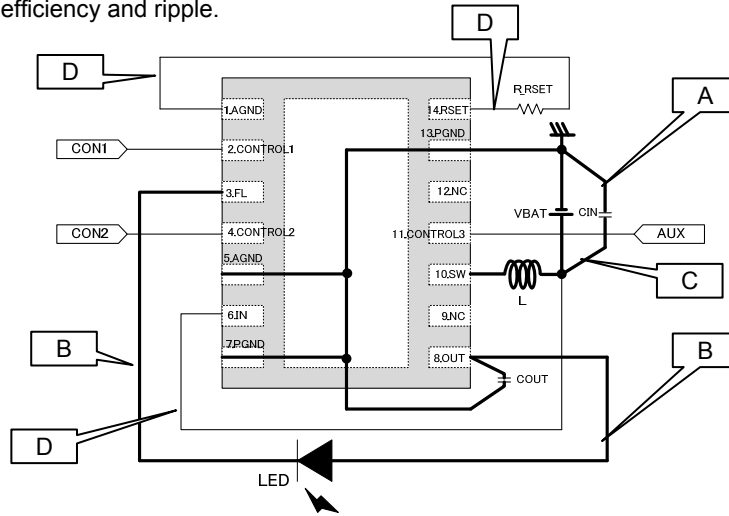 efficiency and ripple.
D
D
R_RSET
A
1,AGND
14,RSET
13,PGND
CON1
2,CONTROL1
3,FL
12,NC
VBAT
CIN
CON2
4,CONTROL2
11,CONTROL3
AUX
5,AGND
10,SW
L
C
6,IN
9,NC
B
7,PGND
8,OUT
B
COUT
D
LED